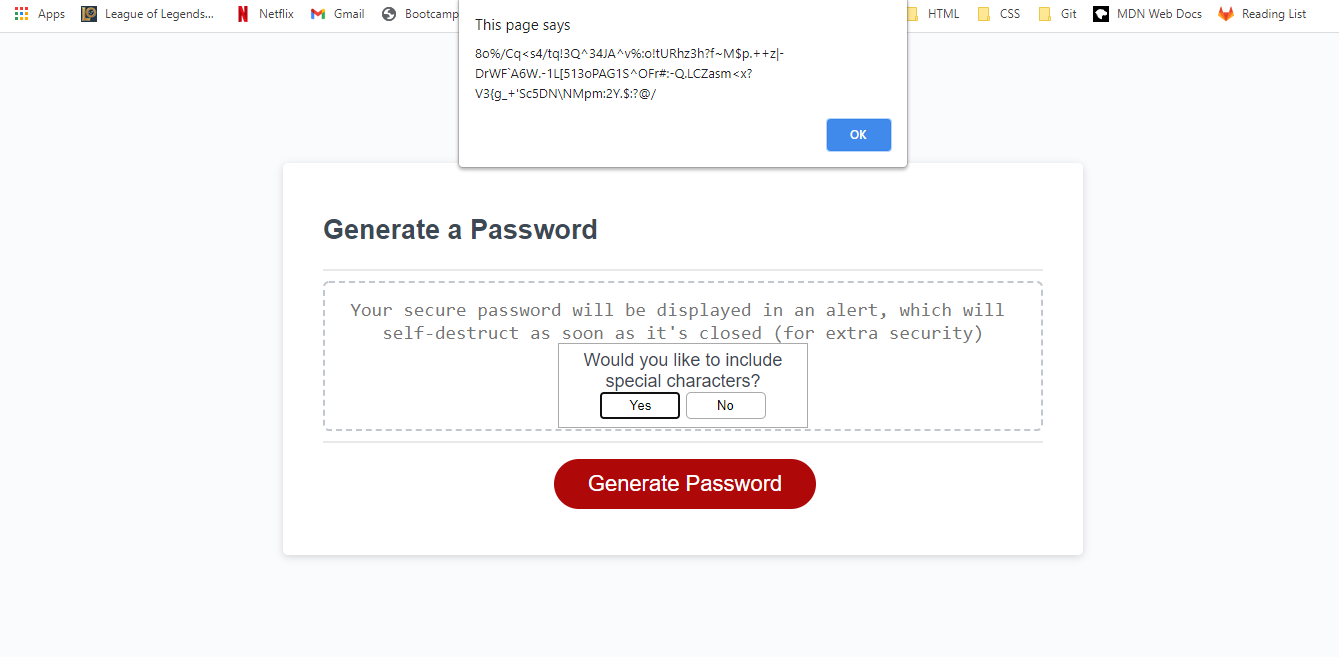 Apps League of Legends... Netflix Gmail Bootcamp HTML CSS Git MDN Web Docs Reading List
This page says
8o%/Cq<s4/tq!3Q^34JA^v%:o!tURhz3h?f~M$p.++z|-
DrWF`A6W.-1L[513oPAG1S^OFr#:-Q,LCZasm<x?
V3{g_+'Sc5DN\NMpm:2Y.$:?@/
OK
Generate a Password
Your secure password will be displayed in an alert, which will
self-destruct as soon as it's closed (for extra security)
Would you like to include
special characters?
Yes No
Generate Password